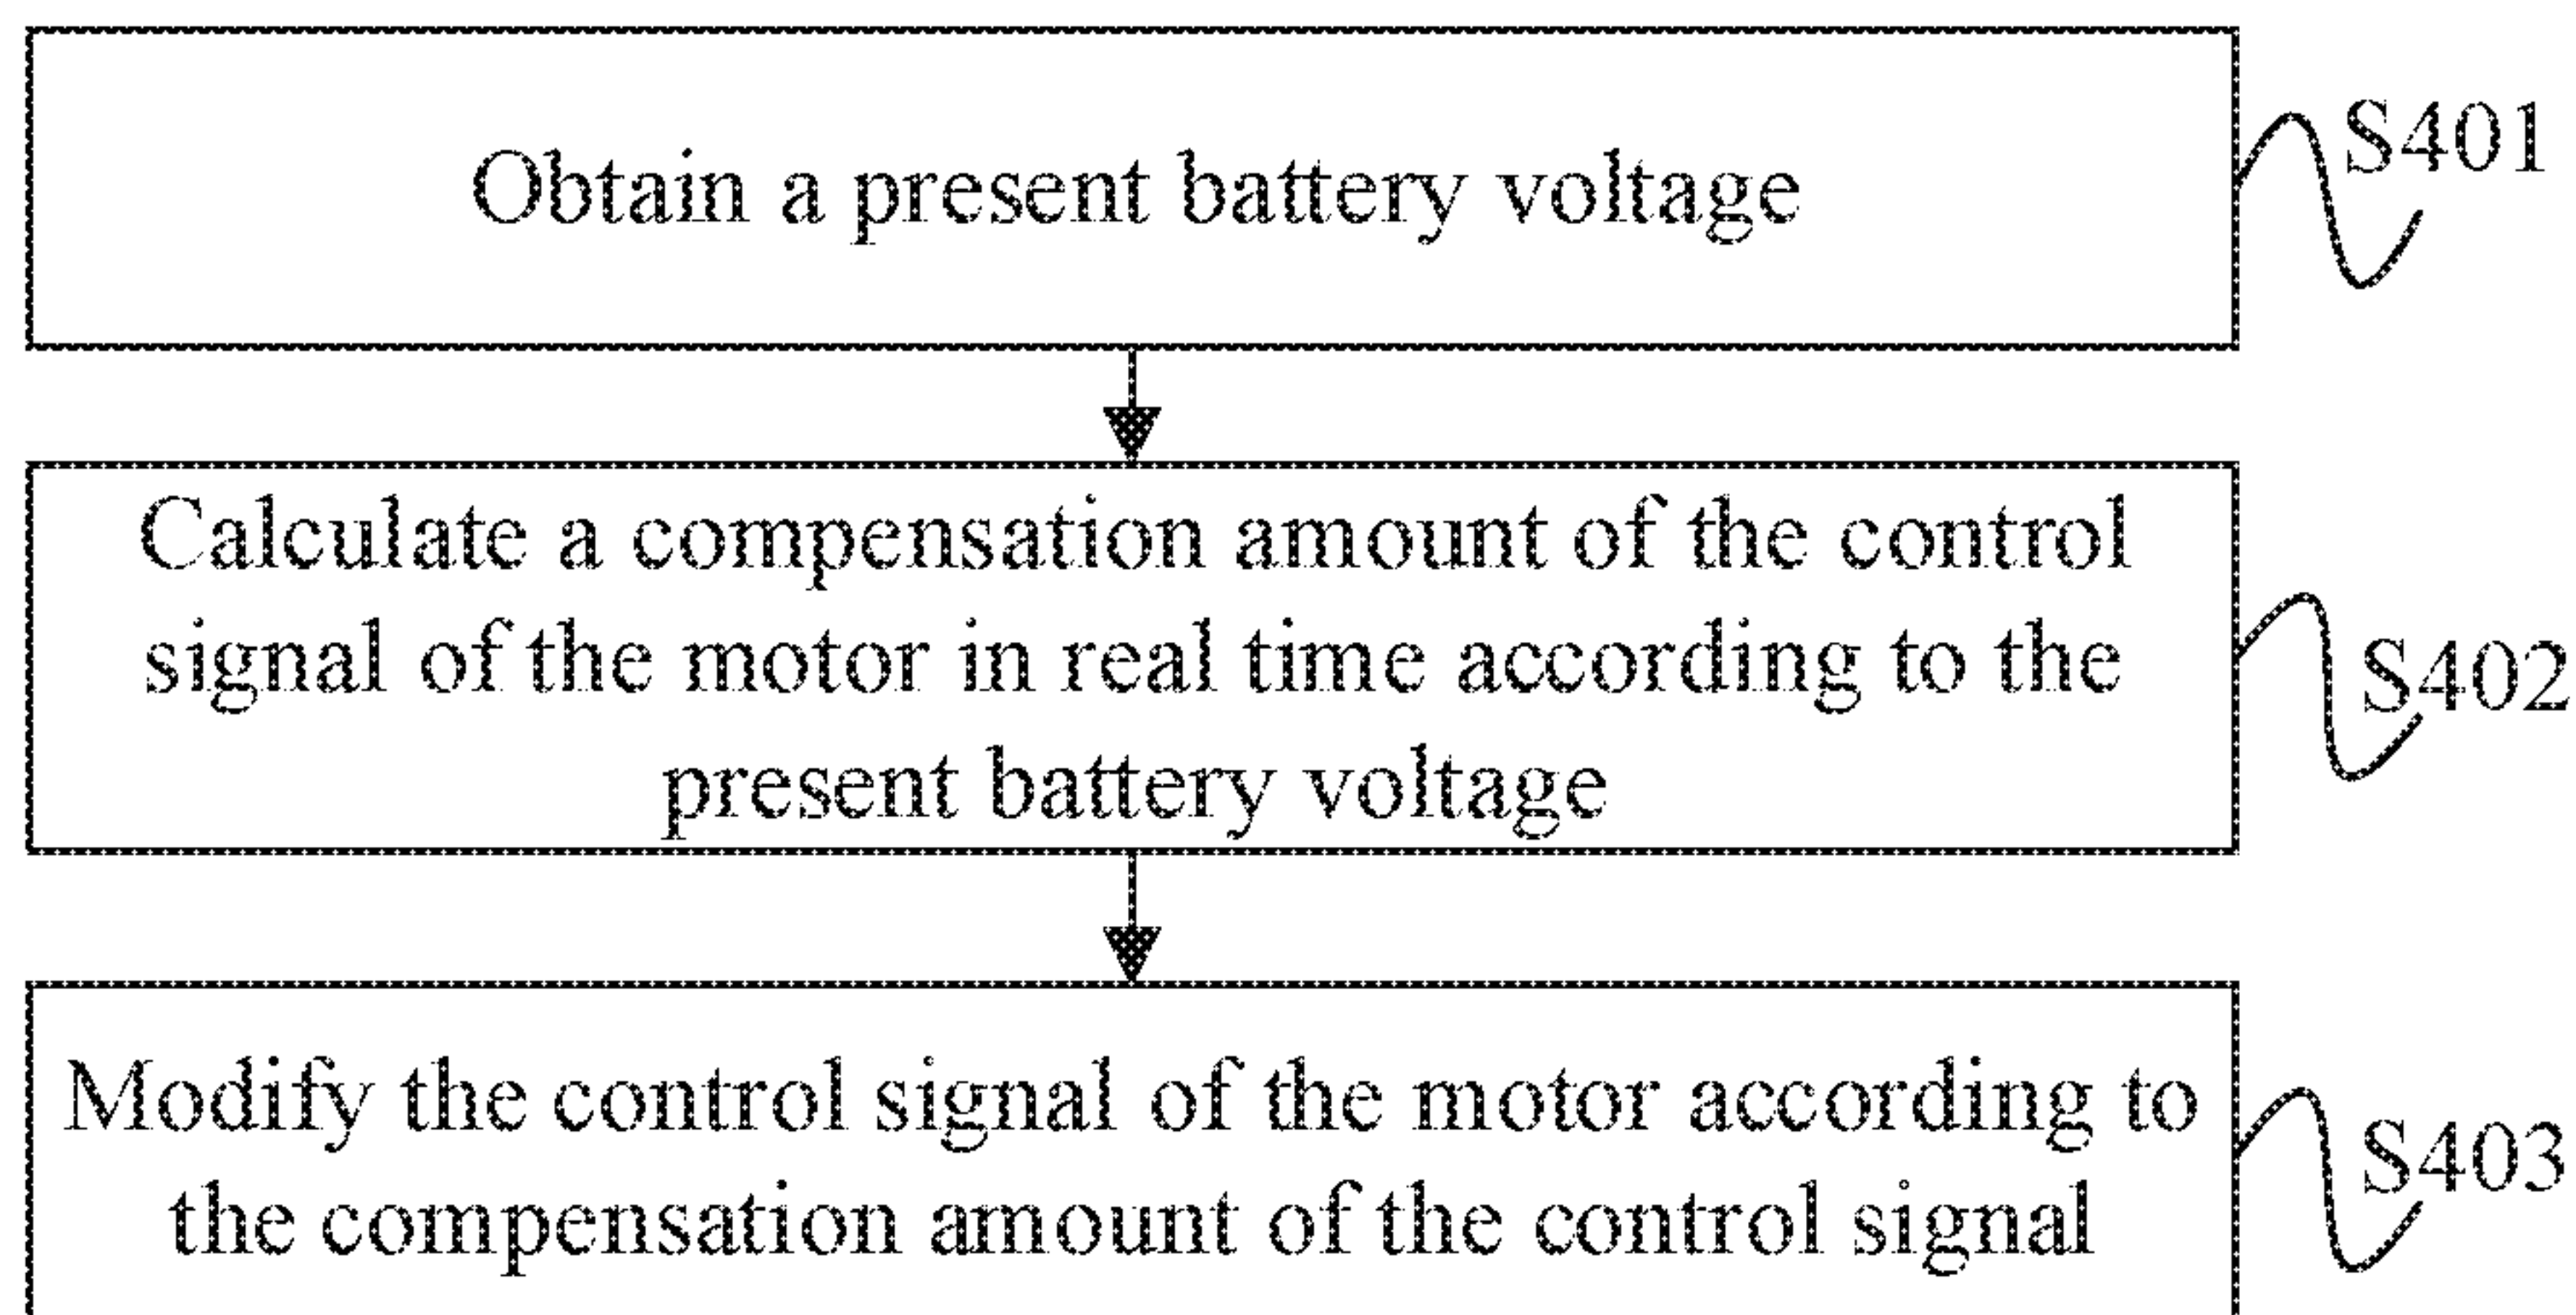 Obtain a present battery voltage
S401
Calculate a compensation amount of the control
signal of the motor in real time according to the
present battery voltage
S402
Modify the control signal of the motor according to
the compensation amount of the control signal
S403